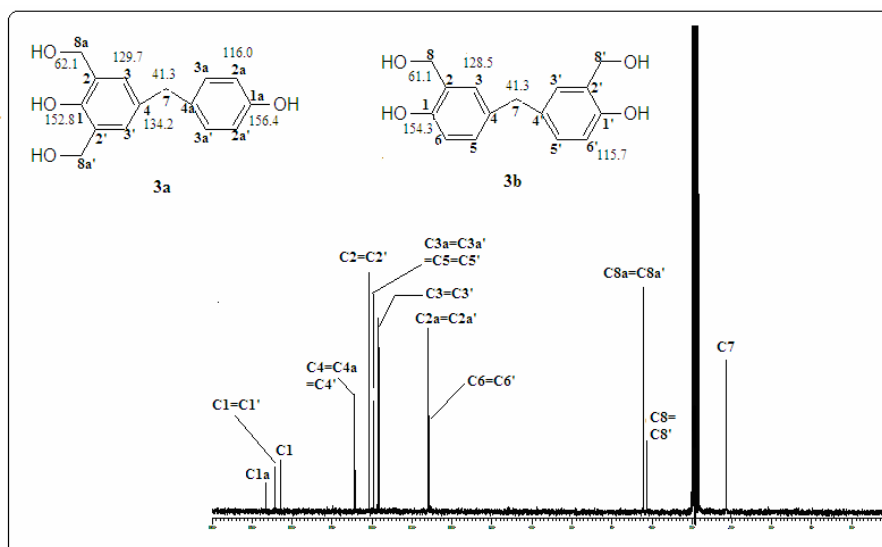 HO 8a
62.1
129.7
2
3
HO
152.8
1
3'
2'
HO
8a'
41.3
7
4
134.2
116.0
3a
2a
1a
OH
4a
156.4
3a'
2a'
3a
HO 8
61.1
128.5
2
3
1
HO
154.3
6
5
4
41.3
7
3'
8'
OH
2'
4'
1'
OH
5'
6'
115.7
3b
C2=C2'
C3a=C3a'
=C5=C5'
C3=C3'
C2a=C2a'
C4=C4a
=C4'
C6=C6'
C1=C1'
C1
C1a
C8a=C8a'
C8=
C8'
C7